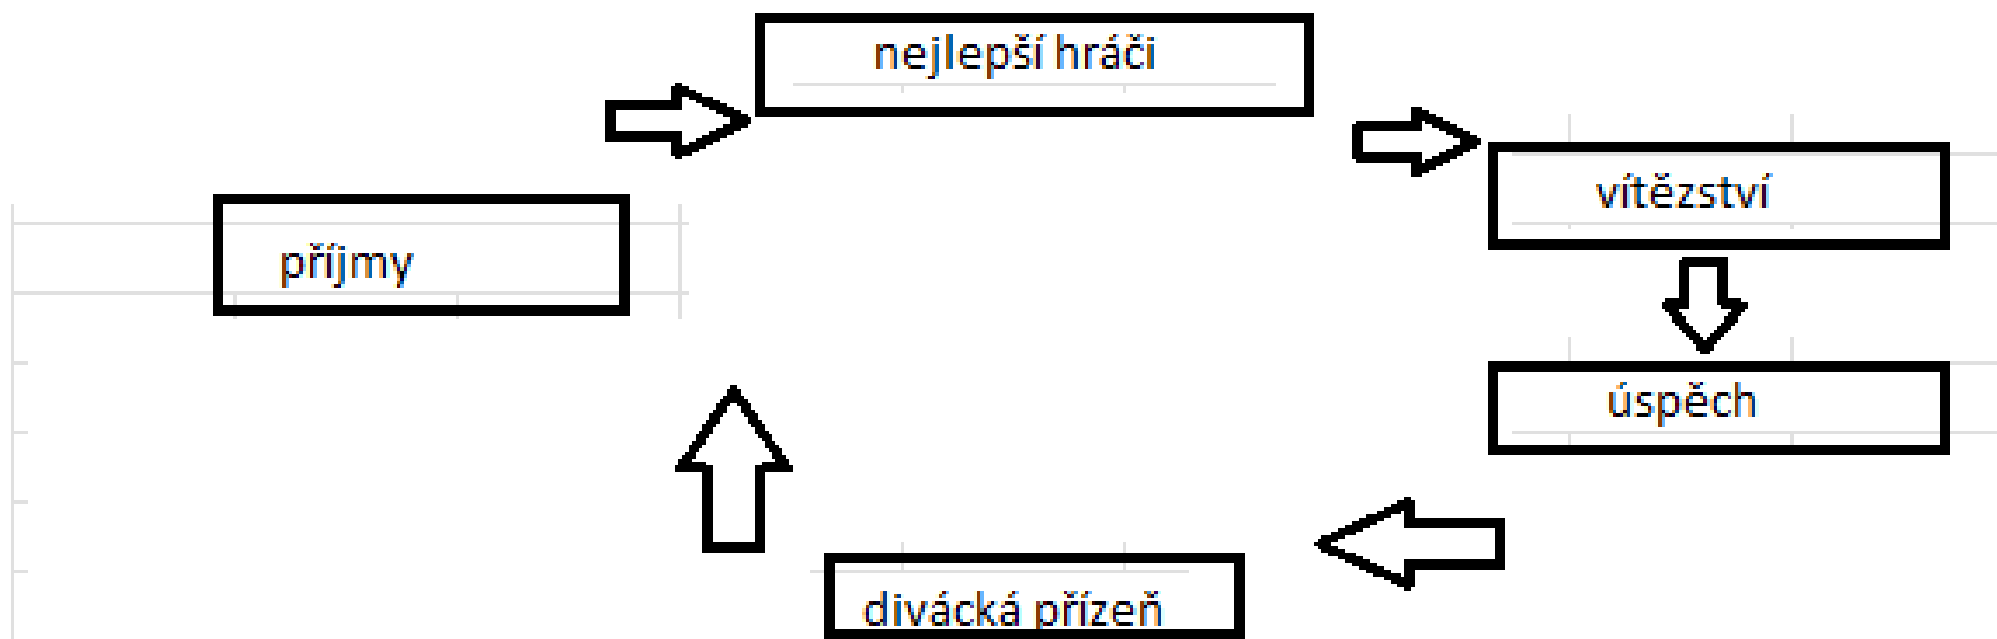 nejlepší hráči
vítězství
příjmy
úspěch
divácká přízeň